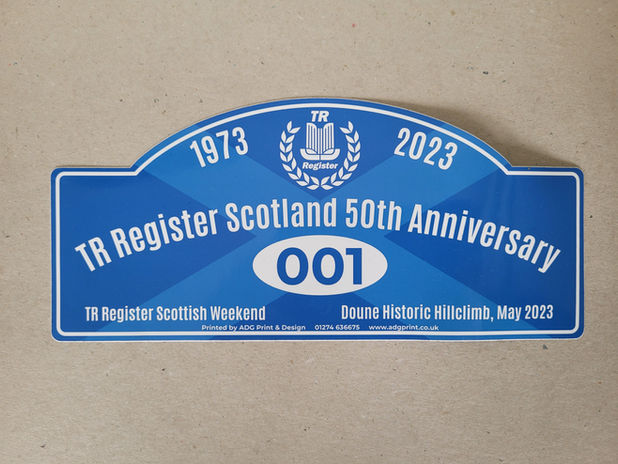 TR
Register
1973 2023
TR Register Scotland 50th Anniversary
001
TR Register Scottish Weekend Doune Historic Hillclimb, May 2023
Printed by ADG Print & Design 01274 636675 www.adgprint.co.uk